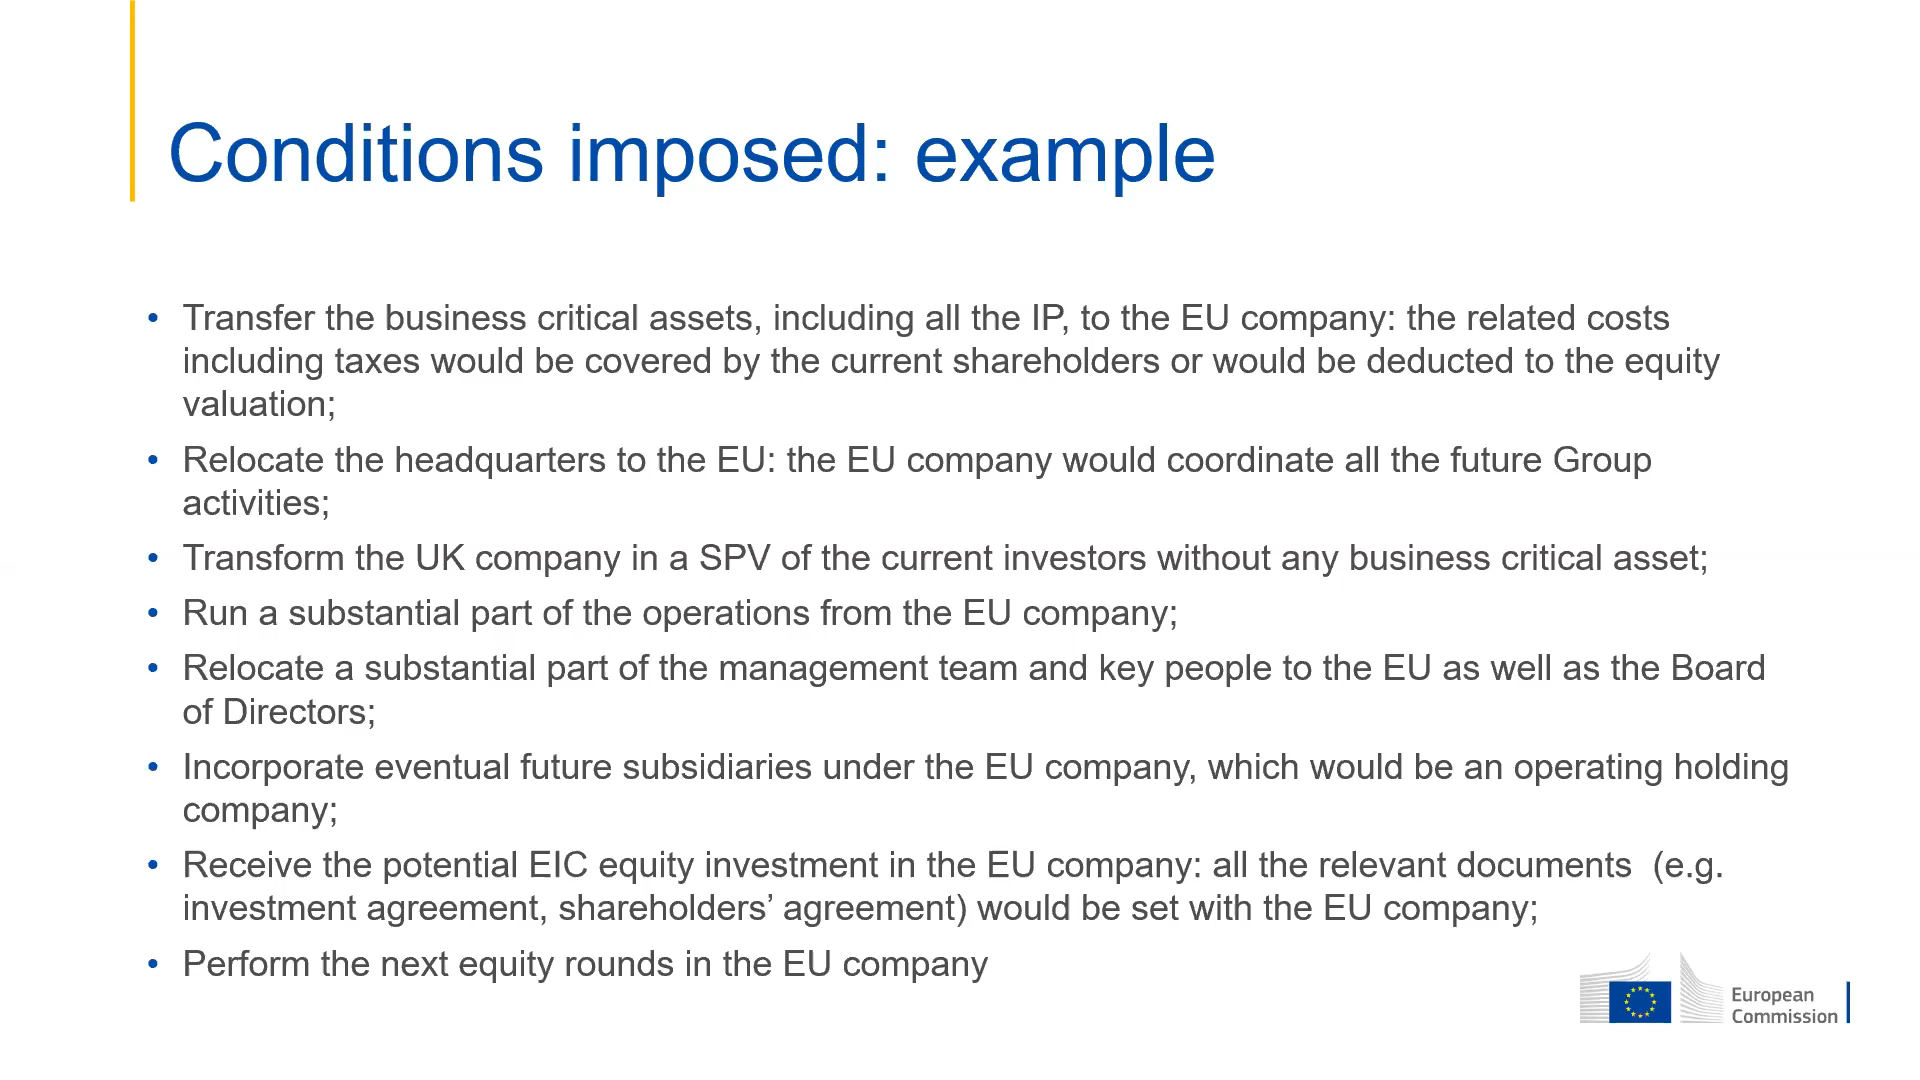 Conditions imposed: example
• Transfer the business critical assets, including all the IP, to the EU company: the related costs
including taxes would be covered by the current shareholders or would be deducted to the equity
valuation;
• Relocate the headquarters to the EU: the EU company would coordinate all the future Group
activities;
• Transform the UK company in a SPV of the current investors without any business critical asset;
• Run a substantial part of the operations from the EU company;
• Relocate a substantial part of the management team and key people to the EU as well as the Board
of Directors;
• Incorporate eventual future subsidiaries under the EU company, which would be an operating holding
company;
• Receive the potential EIC equity investment in the EU company: all the relevant documents  (e.g.
investment agreement, shareholders’ agreement) would be set with the EU company;
• Perform the next equity rounds in the EU company
European
Commission